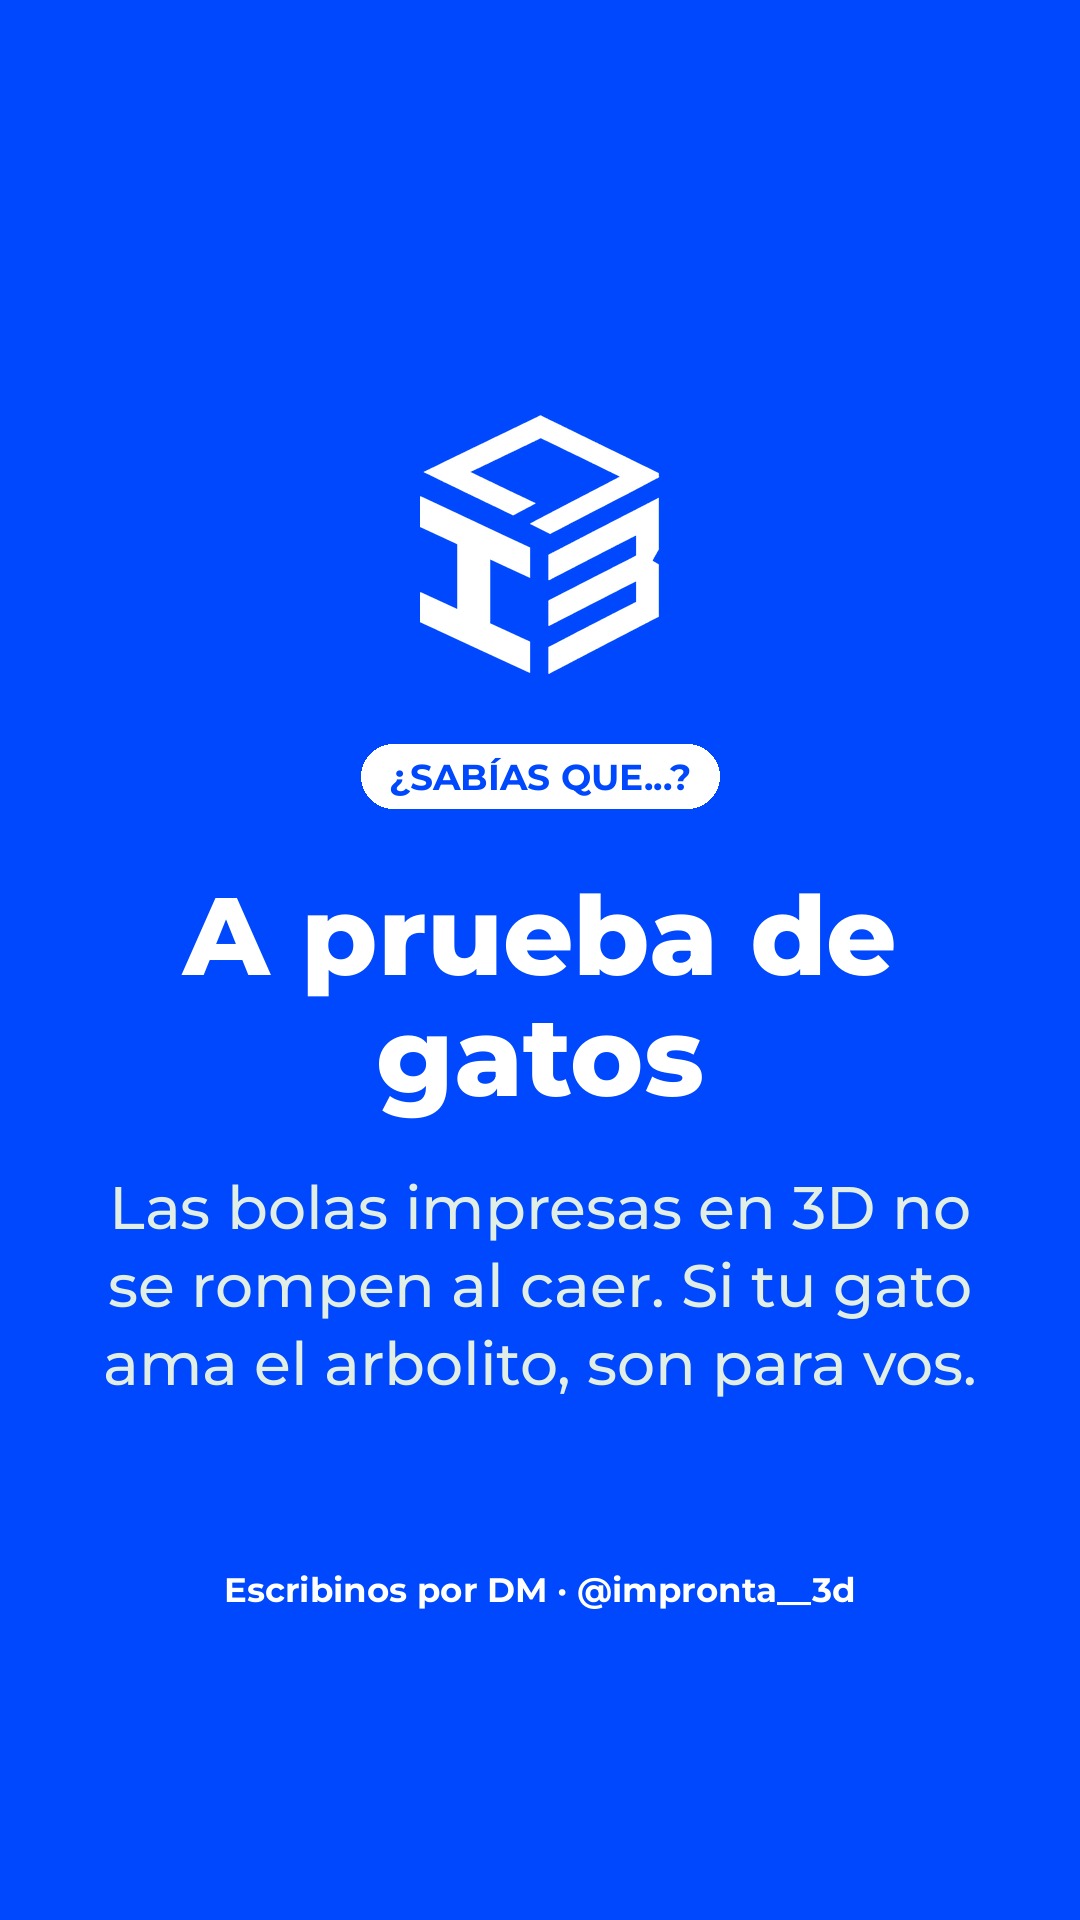 ¿SABÍAS QUE...?
A prueba de
gatos
Las bolas impresas en 3D no
se rompen al caer. Si tu gato
ama el arbolito, son para vos.
Escribinos por DM · @impronta__3d